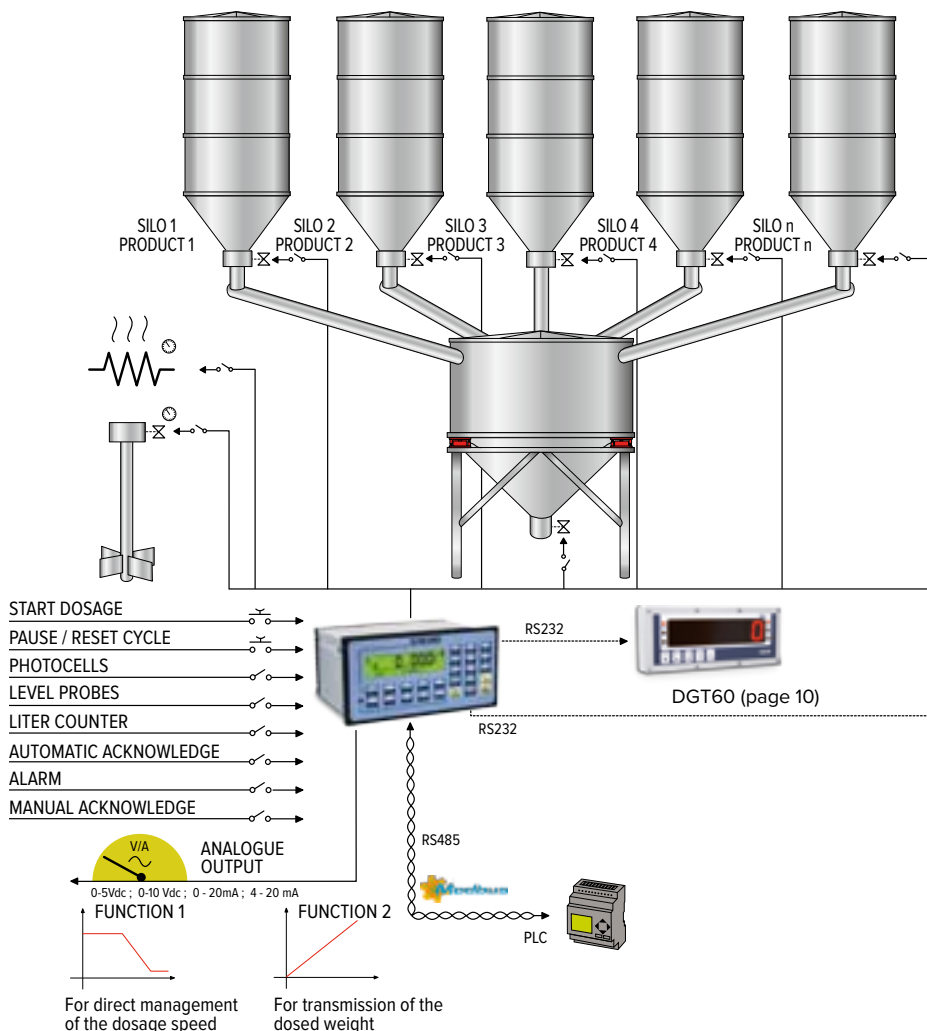 SILO 1
PRODUCT 1
SILO 2
PRODUCT 2
SILO 3
PRODUCT 3
SILO 4
PRODUCT 4
SILO n
PRODUCT n
START DOSAGE
PAUSE / RESET CYCLE
PHOTOCELLS
LEVEL PROBES
LITER COUNTER
AUTOMATIC ACKNOWLEDGE
ALARM
MANUAL ACKNOWLEDGE
RS232
0
DGT60 (page 10)
RS232
RS485
Modbus
PLC
V/A
ANALOGUE
OUTPUT
0-5Vdc ; 0-10 Vdc ; 0 - 20mA ; 4 - 20 mA
FUNCTION 1
For direct management
of the dosage speed
FUNCTION 2
For transmission of the
dosed weight